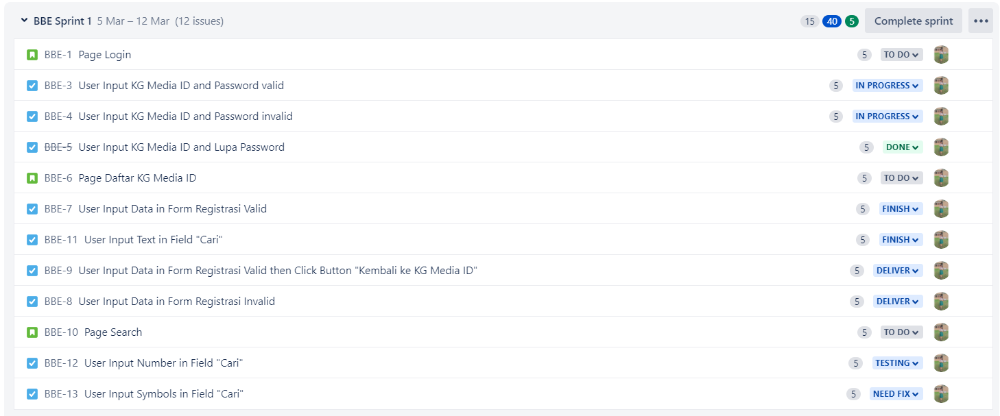 BBE Sprint 1 5 Mar – 12 Mar (12 issues) 15 40 5 Complete sprint
BBE-1 Page Login 5 TO DO
BBE-3 User Input KG Media ID and Password valid 5 IN PROGRESS
BBE-4 User Input KG Media ID and Password invalid 5 IN PROGRESS
BBE-5 User Input KG Media ID and Lupa Password 5 DONE
BBE-6 Page Daftar KG Media ID 5 TO DO
BBE-7 User Input Data in Form Registrasi Valid 5 FINISH
BBE-11 User Input Text in Field "Cari" 5 FINISH
BBE-9 User Input Data in Form Registrasi Valid then Click Button "Kembali ke KG Media ID" 5 DELIVER
BBE-8 User Input Data in Form Registrasi Invalid 5 DELIVER
BBE-10 Page Search 5 TO DO
BBE-12 User Input Number in Field "Cari" 5 TESTING
BBE-13 User Input Symbols in Field "Cari" 5 NEED FIX